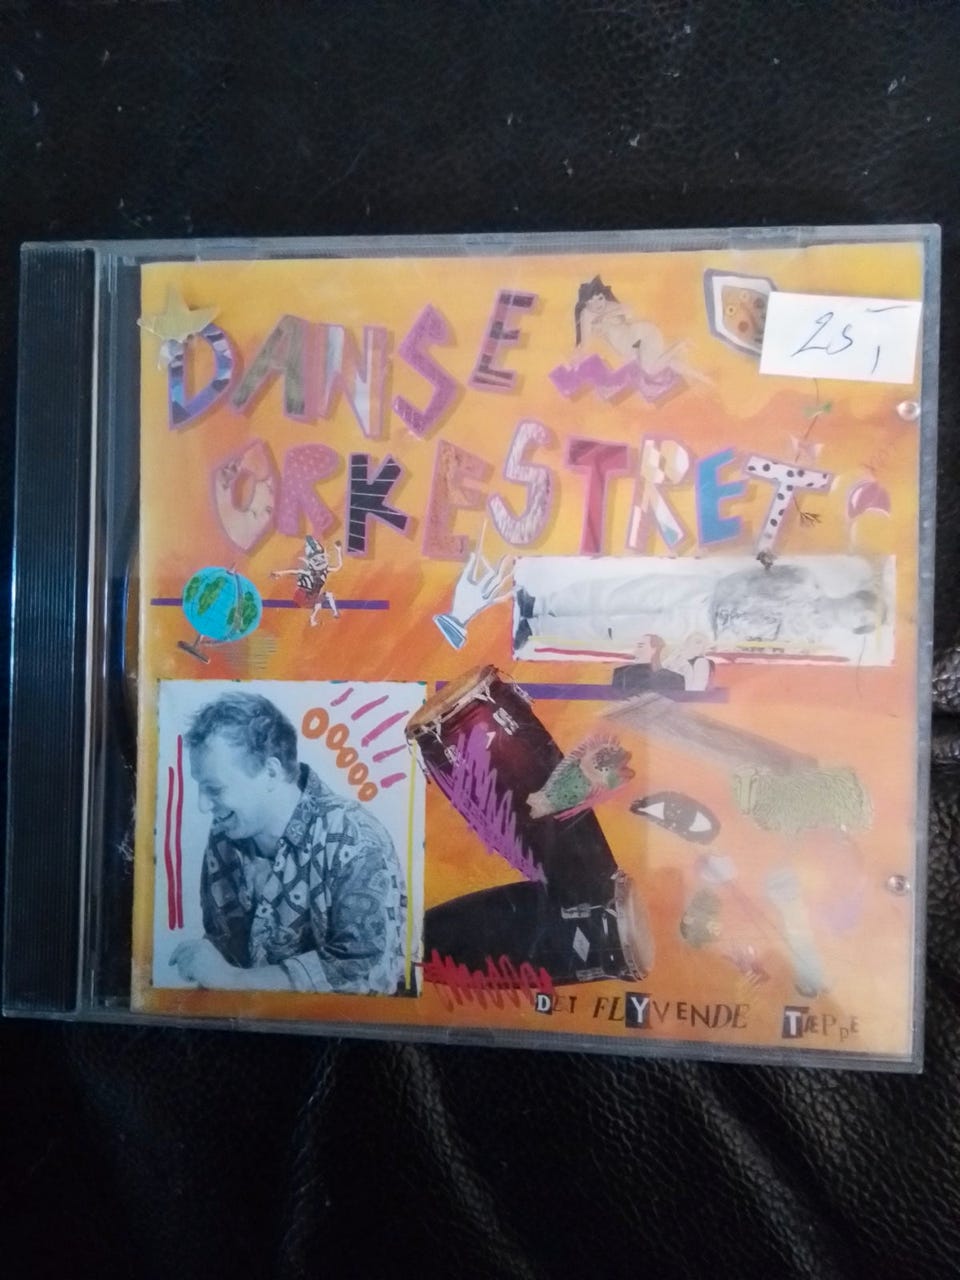 DANSE
ORKESTRET
25,-
DET FLYVENDE TÆPPE